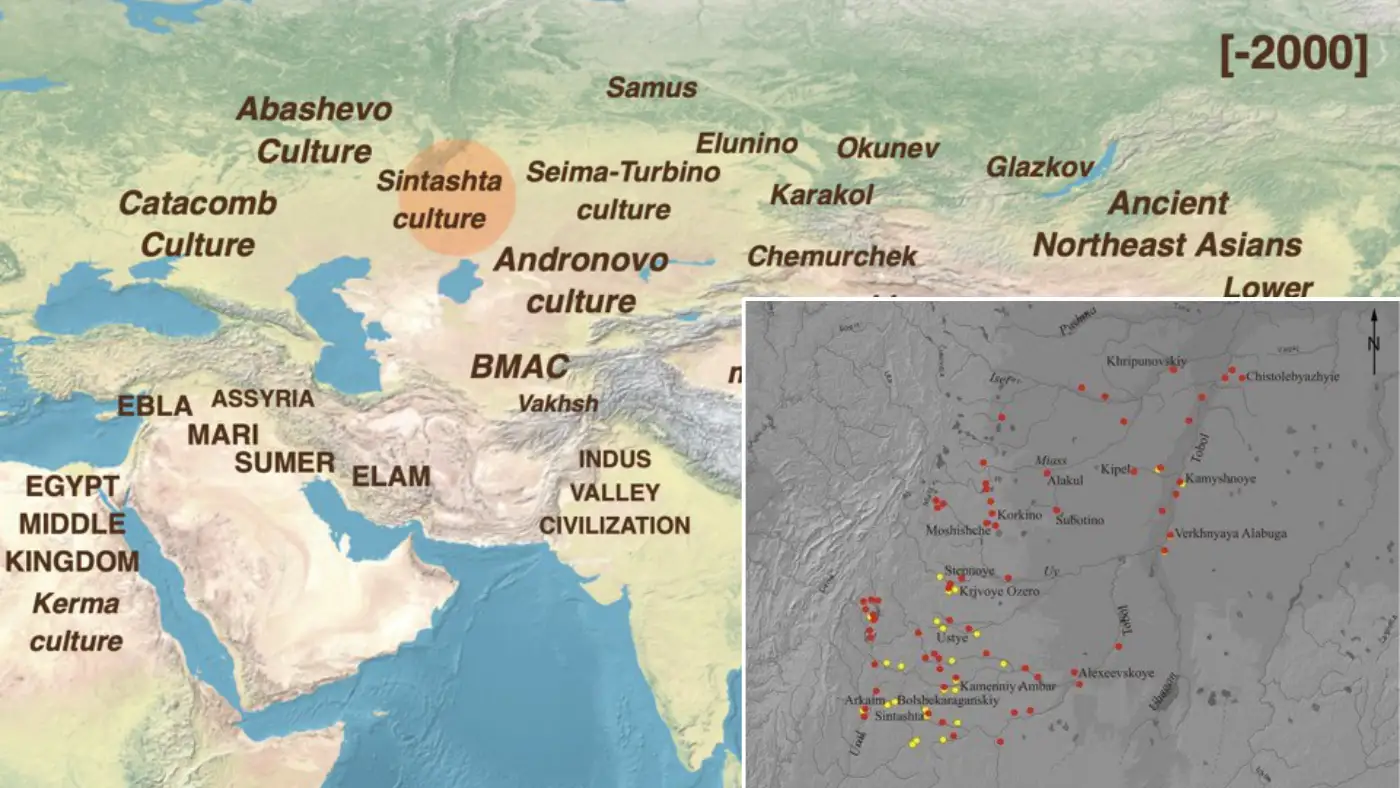 [-2000]
Samus
Abashevo
Culture
Elunino
Okunev
Glazkov
Sintashta
culture
Seima-Turbino
culture
Karakol
Catacomb
Culture
Ancient
Northeast Asians
Andronovo
culture
Chemurchek
Lower
BMAC
Vakhsh
EBLA
ASSYRIA
MARI
SUMER
ELAM
INDUS
VALLEY
CIVILIZATION
EGYPT
MIDDLE
KINGDOM
Kerma
culture
N
Khripunovskiy
Chistolebyazhyie
Tobol
Miass
Kipel
Alakul
Kamyshnoye
Korkino
Subotino
Moshishche
Verkhnyaya Alabuga
Stepnoye
Uy
Krivoye Ozero
Ustye
Tobol
Alexeevskoye
Kamenniy Ambar
Arkaim
Bolshekaraganskiy
Sintashta
Ural